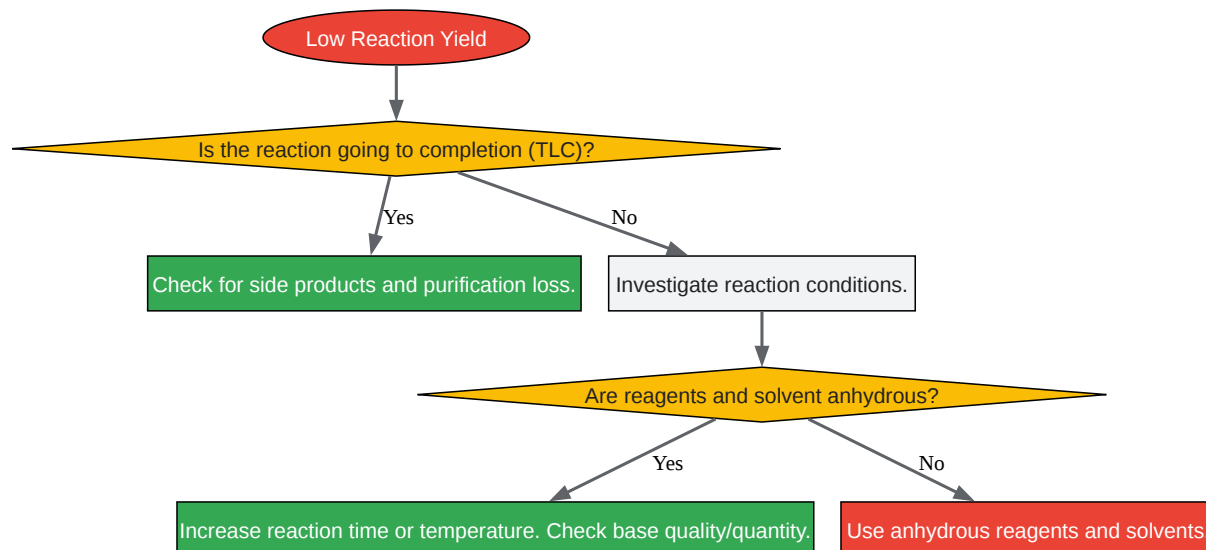 Low Reaction Yield
Is the reaction going to completion (TLC)?
Yes
No
Check for side products and purification loss.
Investigate reaction conditions.
Are reagents and solvent anhydrous?
Yes
No
Increase reaction time or temperature. Check base quality/quantity.
Use anhydrous reagents and solvents